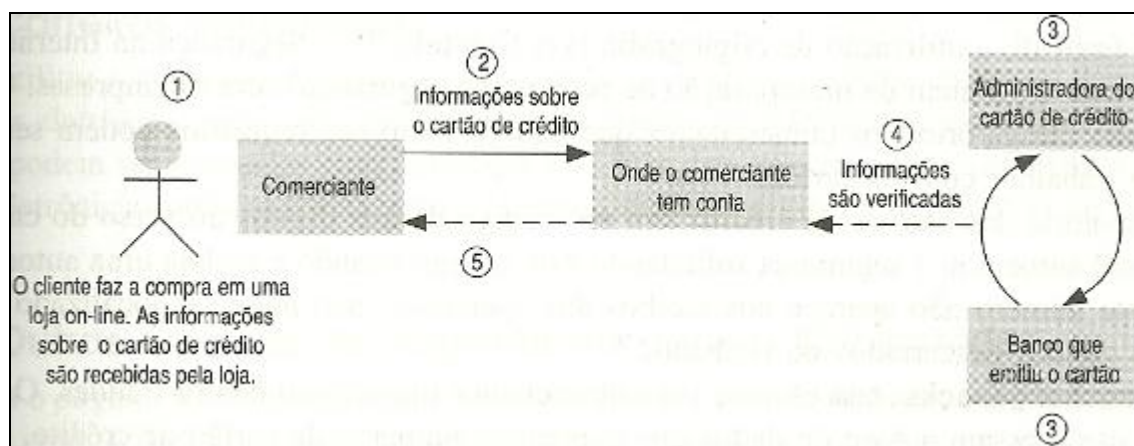 ①
O cliente faz a compra em uma
loja on-line. As informações
sobre o cartão de crédito
são recebidas pela loja.
Comerciante
②
Informações sobre
o cartão de crédito
⑤
Onde o comerciante
tem conta
④
Informações
são verificadas
③
Administradora do
cartão de crédito
Banco que
emitiu o cartão
③